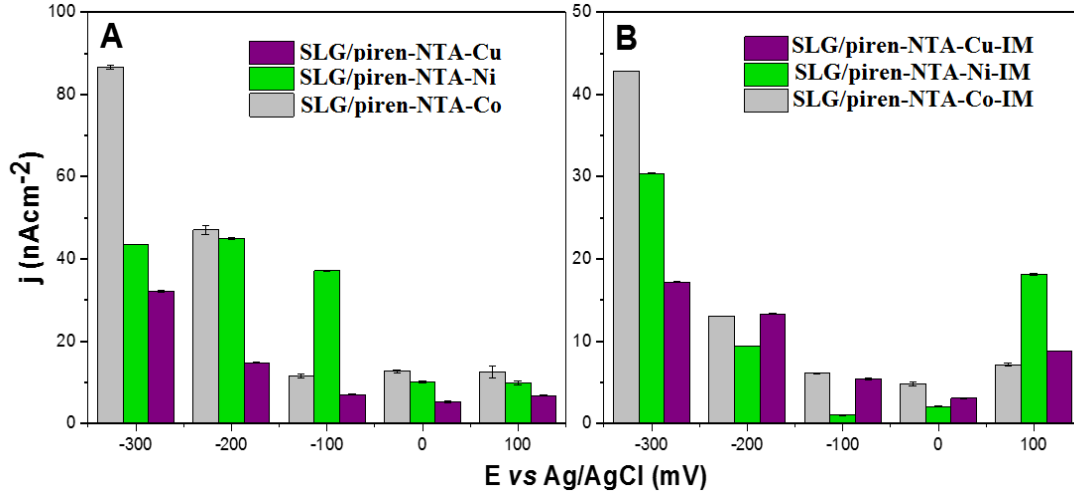 A
SLG/piren-NTA-Cu
SLG/piren-NTA-Ni
SLG/piren-NTA-Co
100
80
60
40
20
0
-300 -200 -100 0 100
j (nAcm-2)
B
SLG/piren-NTA-Cu-IM
SLG/piren-NTA-Ni-IM
SLG/piren-NTA-Co-IM
50
40
30
20
10
0
-300 -200 -100 0 100
E vs Ag/AgCl (mV)